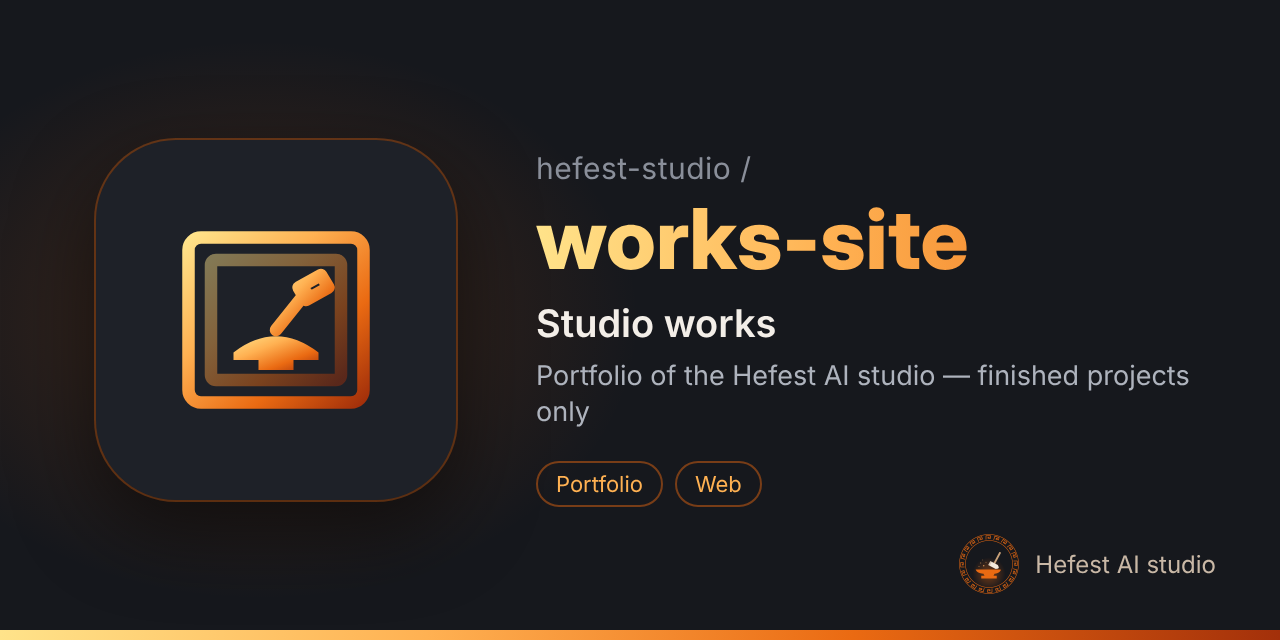 hefest-studio /
works-site
Studio works
Portfolio of the Hefest AI studio — finished projects
only
Portfolio
Web
Hefest AI studio